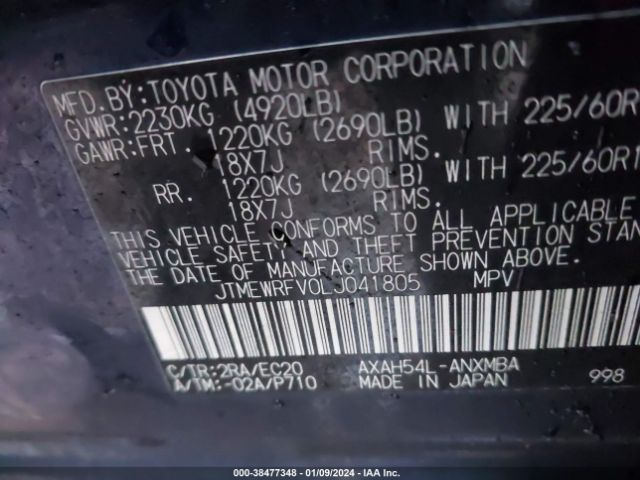 MFD.BY:TOYOTA MOTOR CORPORATION
GVWR:2230KG (4920LB)
GAWR:FRT. 1220KG (2690LB) WITH 225/60R
18X7J RIMS.
RR. 1220KG (2690LB) WITH 225/60R1
18X7J RIMS.
THIS VEHICLE CONFORMS TO ALL APPLICABLE
VEHICLE SAFETY AND THEFT PREVENTION STAN
THE DATE OF MANUFACTURE SHOWN ABOVE.
JTMEWRFV0LJ041805 MPV
C/TR:2RA/EC20 AXAH54L-ANXMBA
A/TM:-02A/P710 MADE IN JAPAN 998
000-38477348 - 01/09/2024 - IAA Inc.